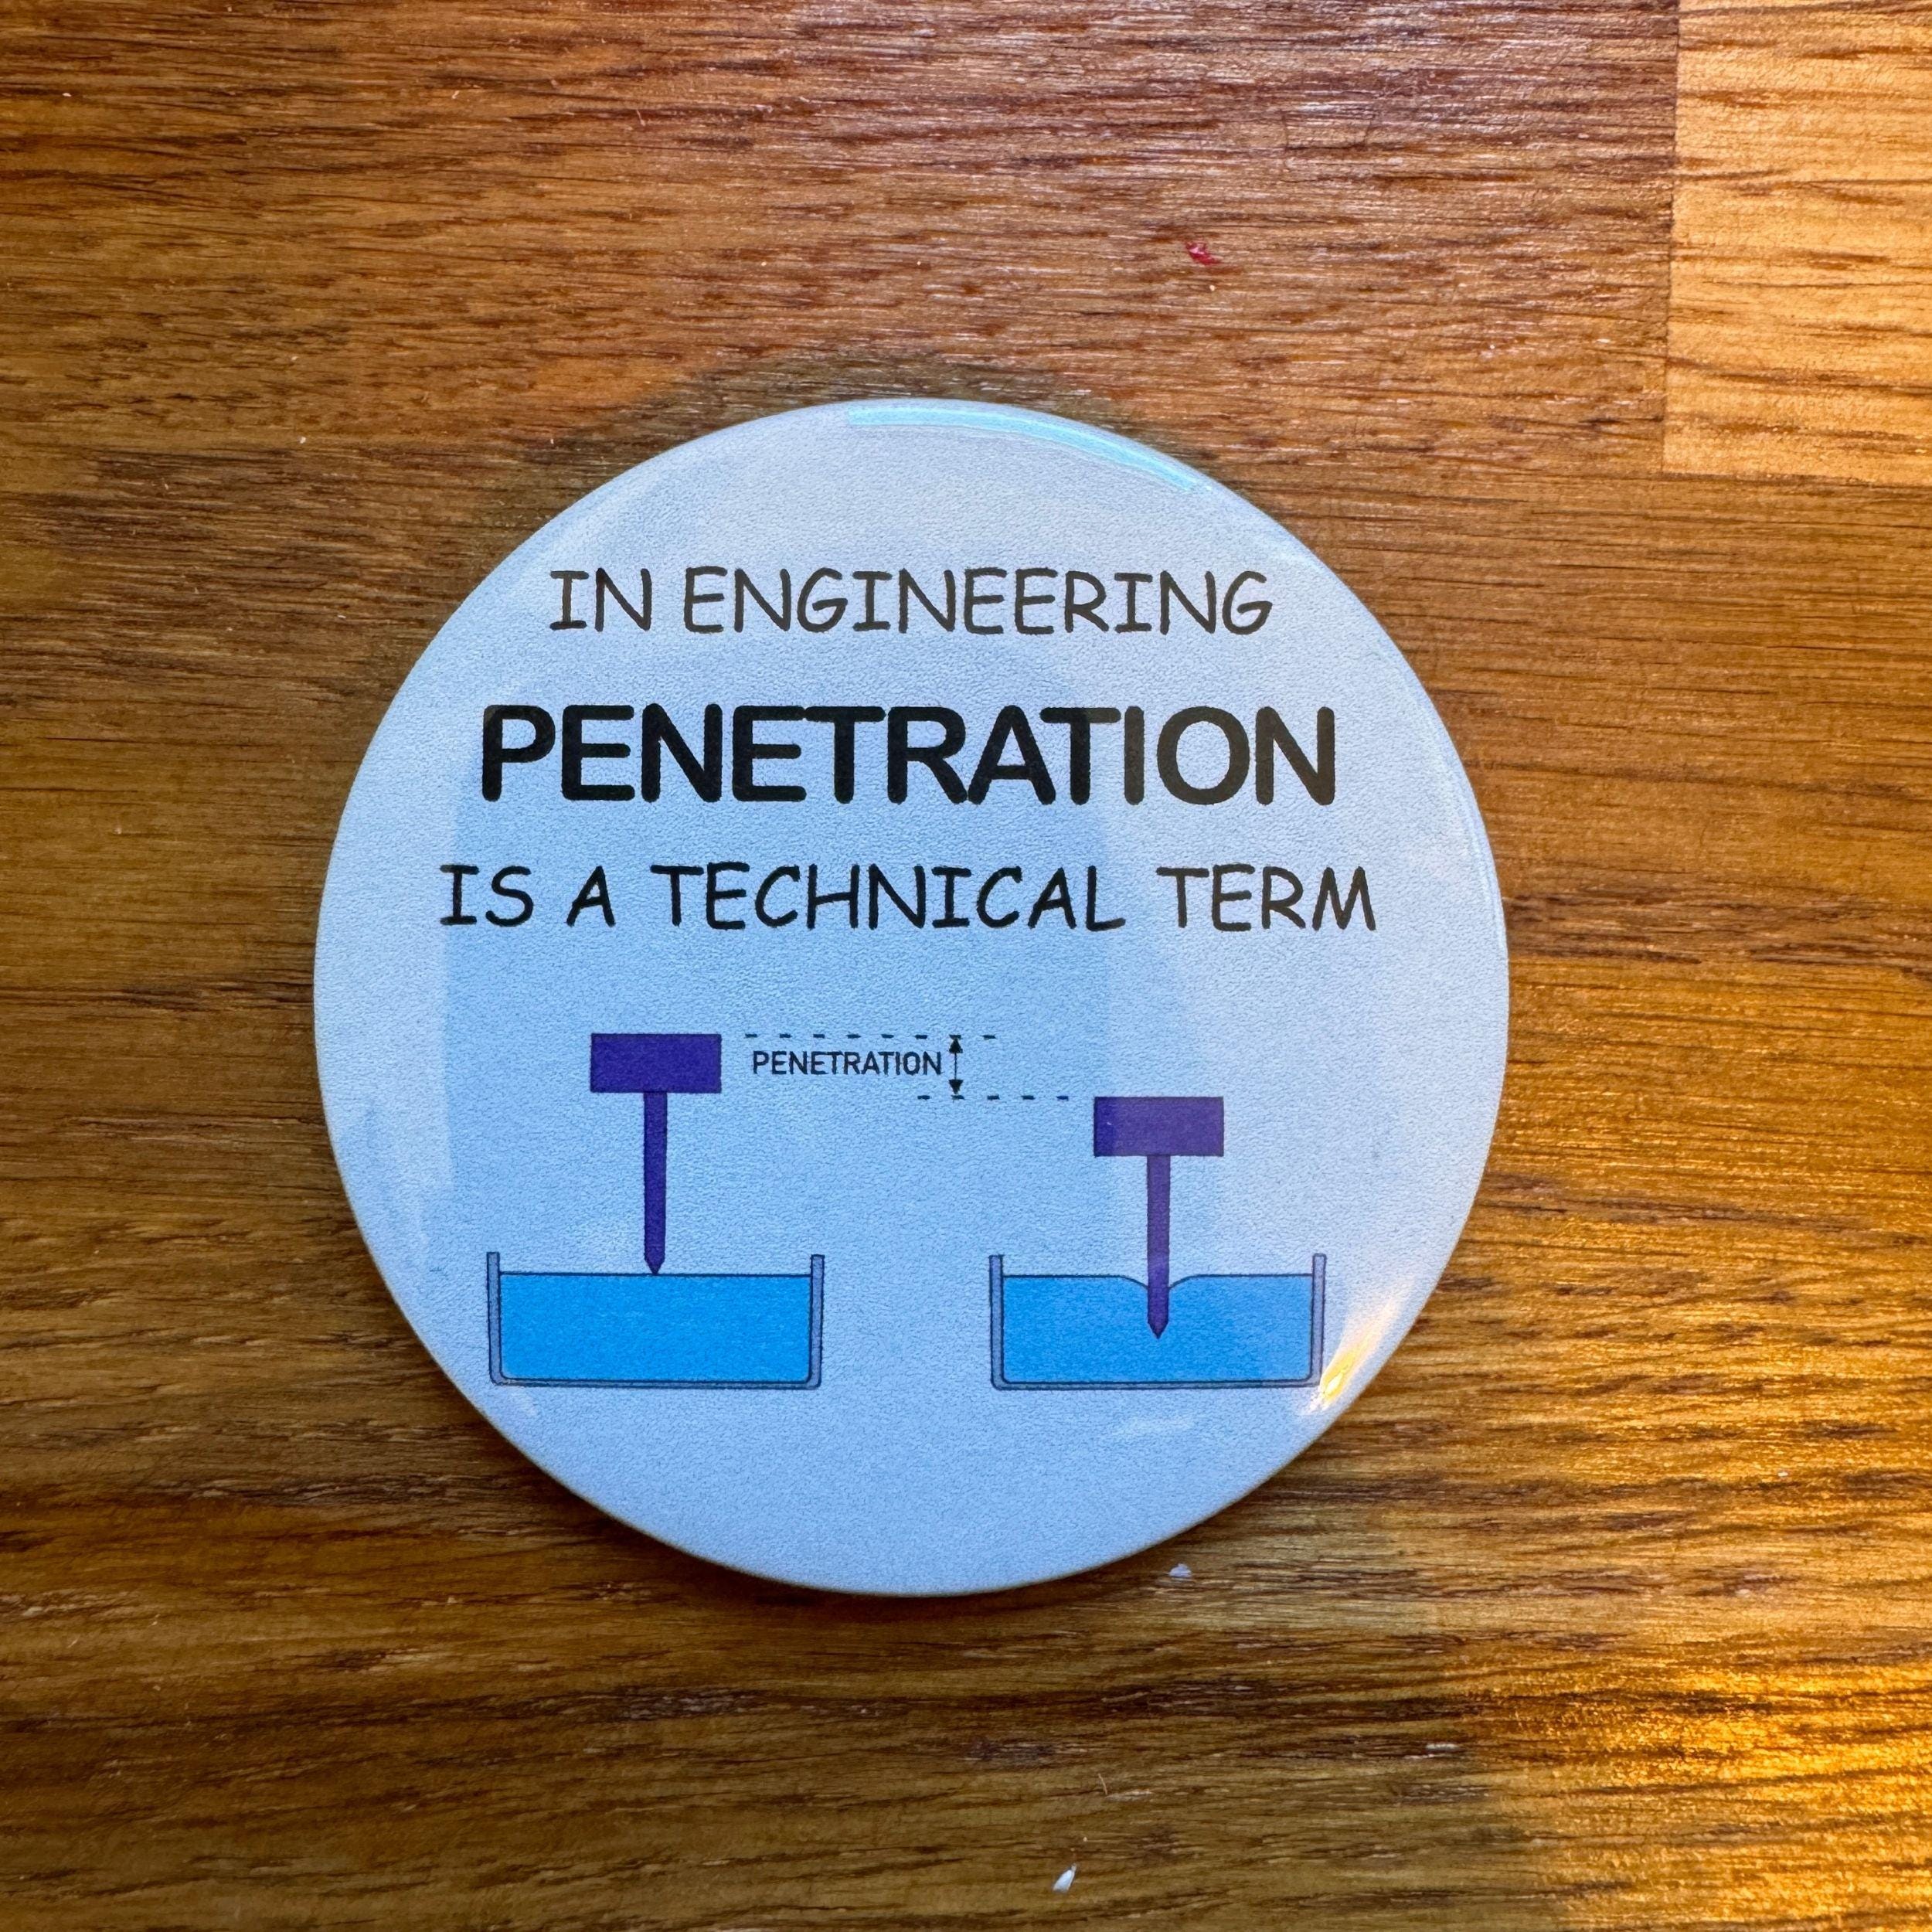 IN ENGINEERING
PENETRATION
IS A TECHNICAL TERM
PENETRATION